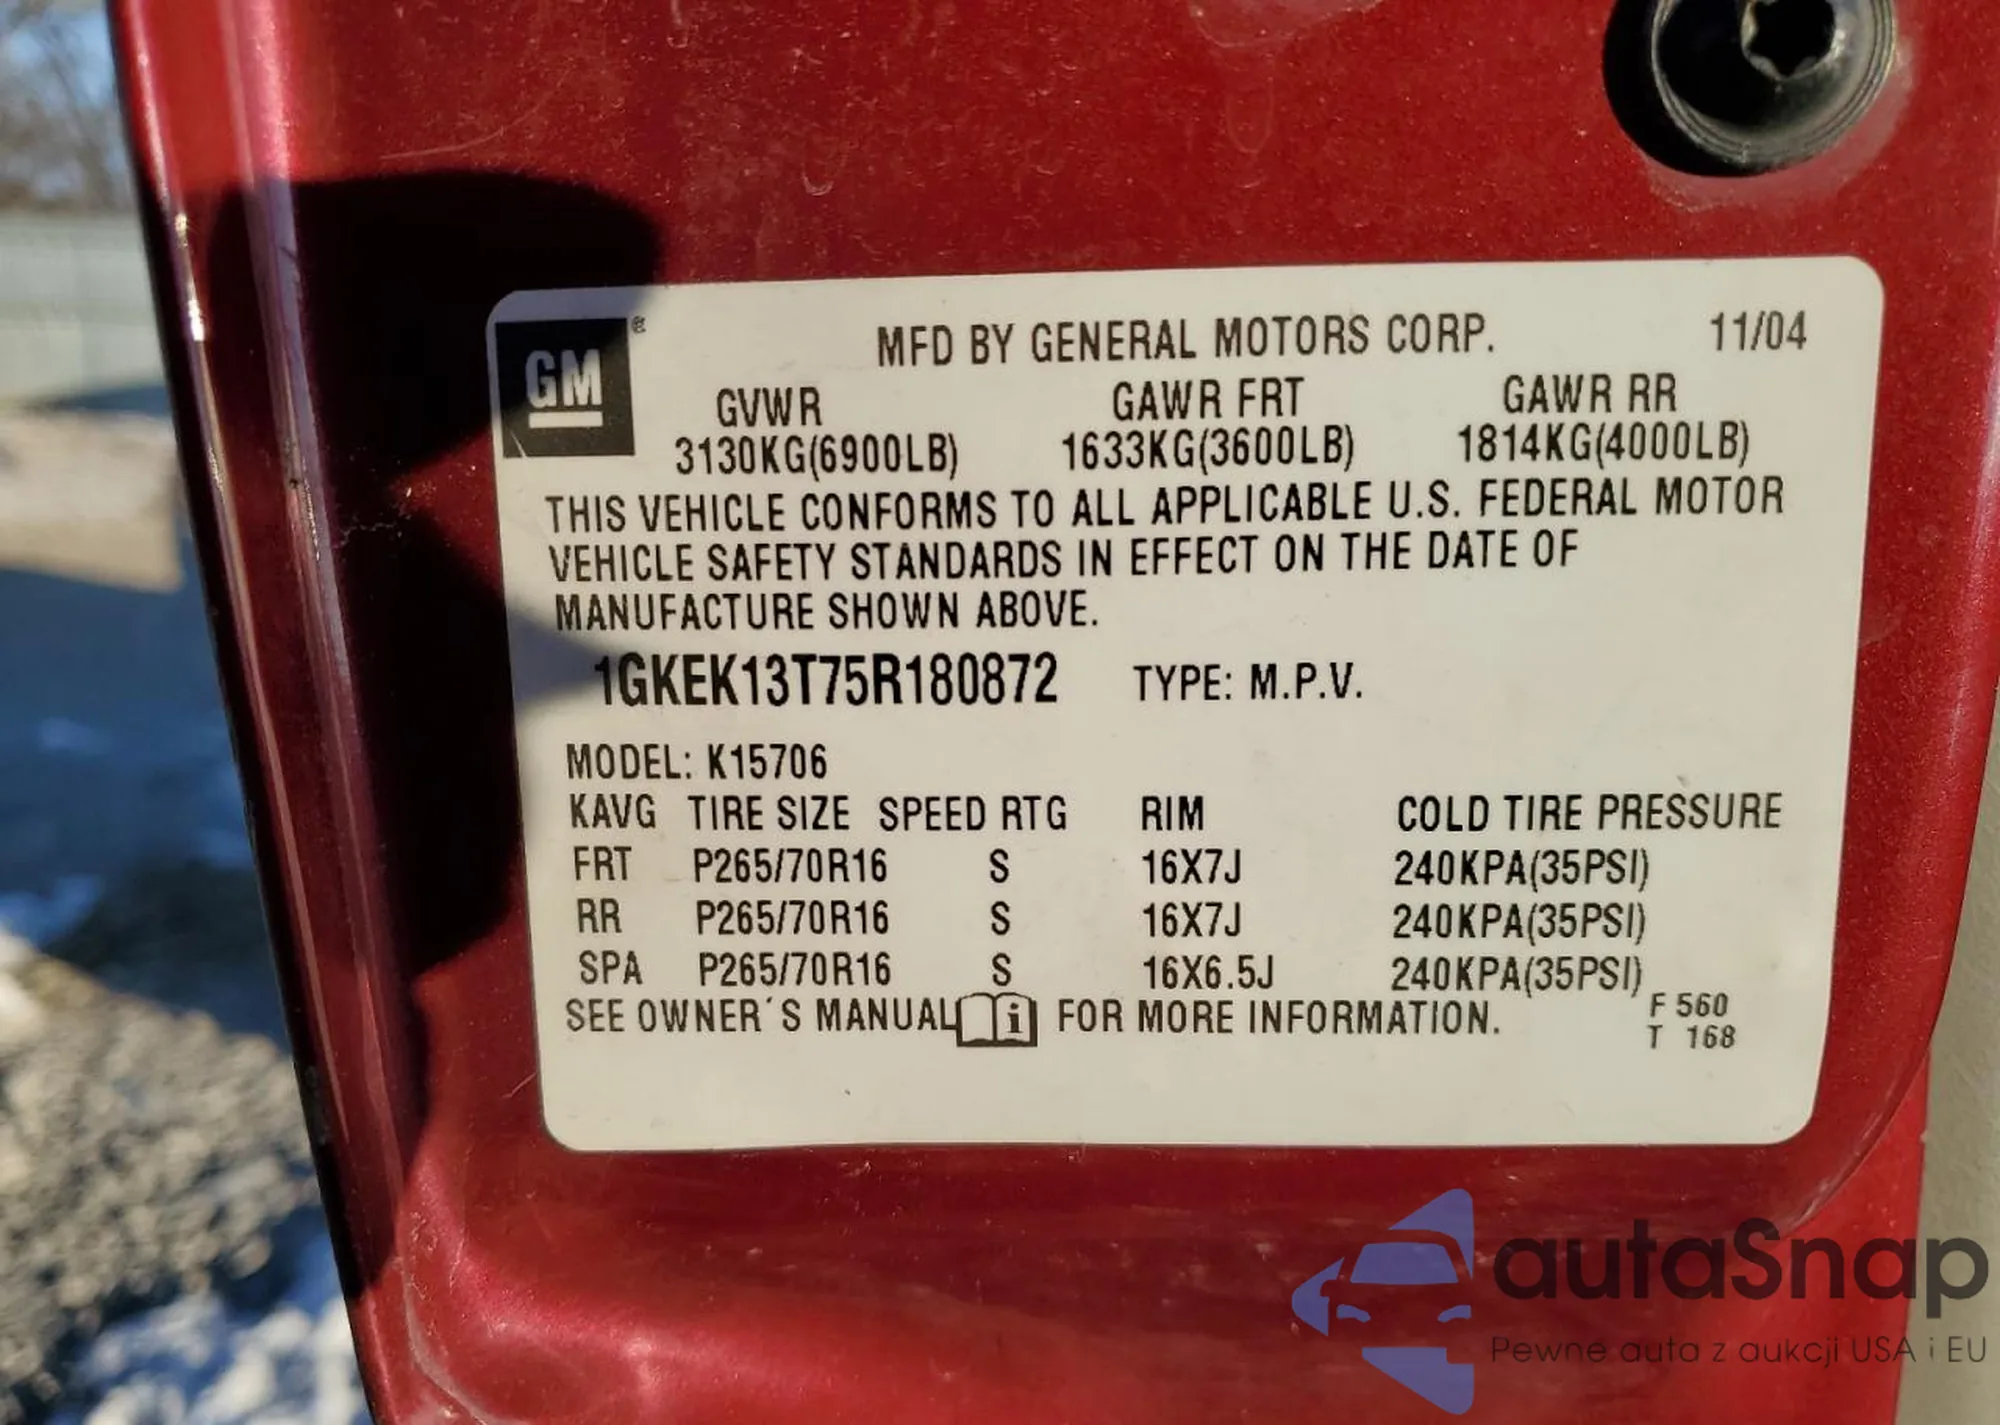 GM ®
MFD BY GENERAL MOTORS CORP. 11/04
GVWR GAWR FRT GAWR RR
3130KG(6900LB) 1633KG(3600LB) 1814KG(4000LB)
THIS VEHICLE CONFORMS TO ALL APPLICABLE U.S. FEDERAL MOTOR
VEHICLE SAFETY STANDARDS IN EFFECT ON THE DATE OF
MANUFACTURE SHOWN ABOVE.
1GKEK13T75R180872 TYPE: M.P.V.
MODEL: K15706
KAVG TIRE SIZE SPEED RTG RIM COLD TIRE PRESSURE
FRT P265/70R16 S 16X7J 240KPA(35PSI)
RR P265/70R16 S 16X7J 240KPA(35PSI)
SPA P265/70R16 S 16X6.5J 240KPA(35PSI)
SEE OWNER´S MANUAL i FOR MORE INFORMATION.
F 560
T 168
autaSnap
Pewne auta z aukcji USA i EU